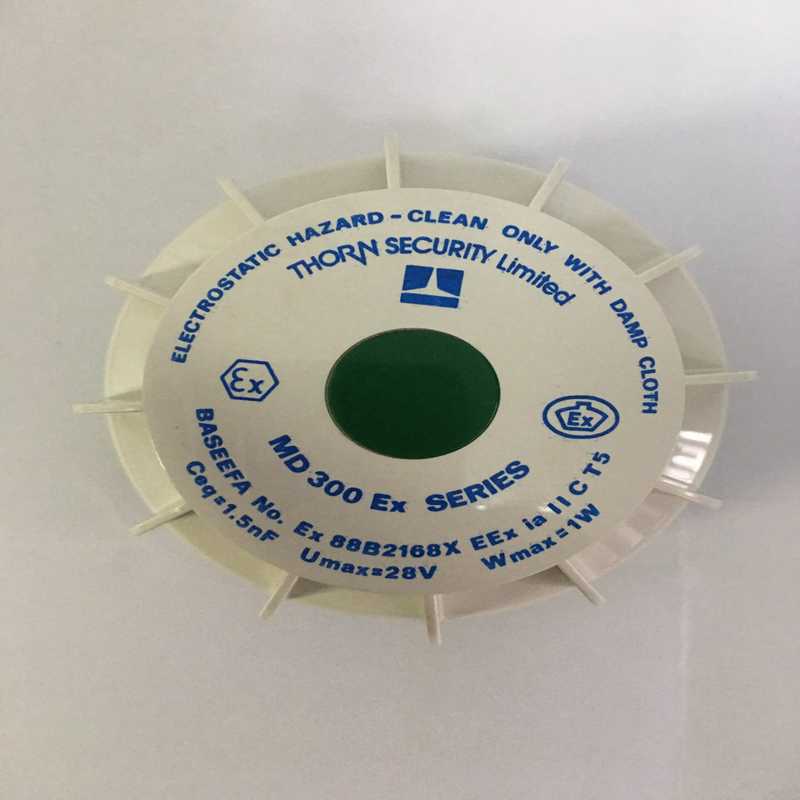 ELECTROSTATIC HAZARD - CLEAN ONLY WITH DAMP CLOTH
THORN SECURITY Limited
Ex
Ex
MD 300 Ex SERIES
BASEEFA No. Ex 88B2168X EEx ia IIC T5
Ceq=1.5nF Umax=28V Wmax=1W